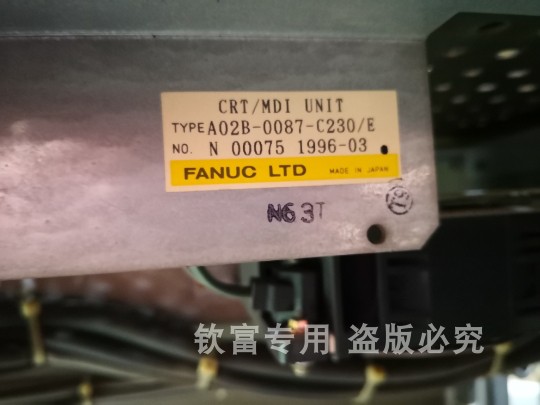 CRT/MDI UNIT
TYPE A02B-0087-C230/E
NO. N 00075 1996-03
FANUC LTD MADE IN JAPAN
N63T
钦富专用 盗版必究